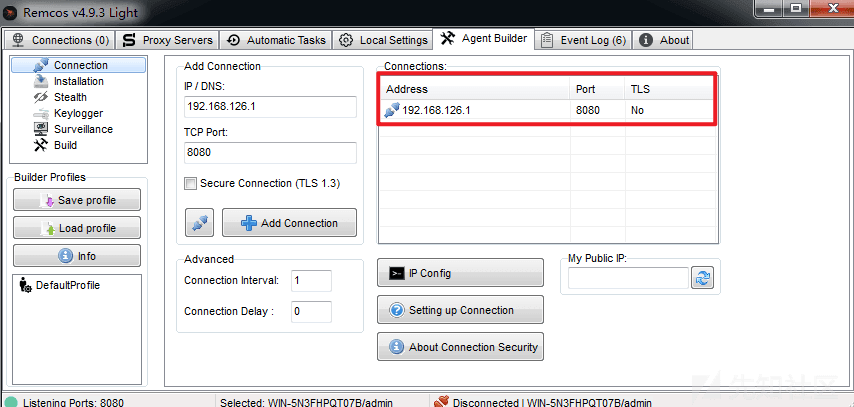 Remcos v4.9.3 Light
Connections (0) Proxy Servers Automatic Tasks Local Settings Agent Builder Event Log (6) About
Connection
Installation
Stealth
Keylogger
Surveillance
Build
Builder Profiles
Save profile
Load profile
Info
DefaultProfile
Add Connection
IP / DNS:
192.168.126.1
TCP Port:
8080
Secure Connection (TLS 1.3)
Add Connection
Advanced
Connection Interval: 1
Connection Delay : 0
Connections:
Address Port TLS
192.168.126.1 8080 No
IP Config
Setting up Connection
About Connection Security
My Public IP:
Listening Ports: 8080 Selected: WIN-5N3FHPQT07B/admin Disconnected | WIN-5N3FHPQT07B/admin
先知社区